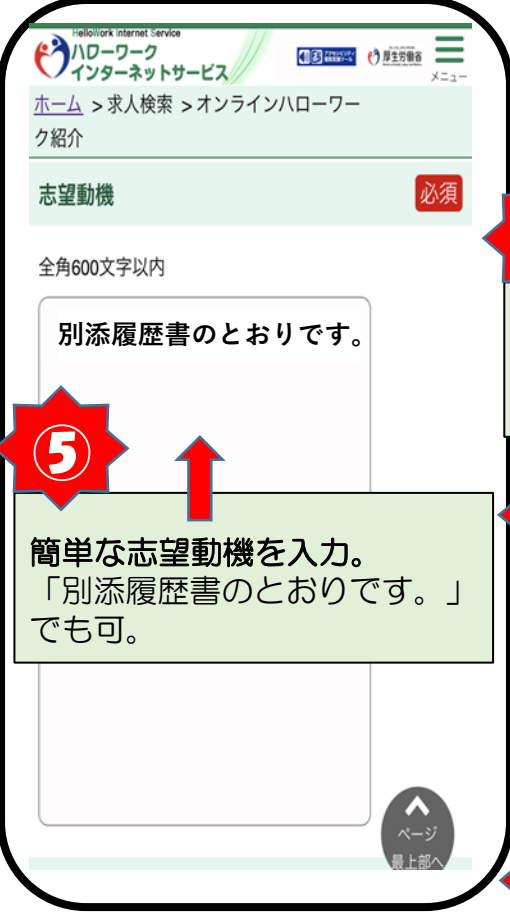 HelloWork Internet Service
ハローワーク
インターネットサービス
厚生労働省
メニュー
ホーム >求人検索 >オンラインハローワー
ク紹介
志望動機
必須
全角600文字以内
別添履歴書のとおりです。
⑤
簡単な志望動機を入力。
「別添履歴書のとおりです。」
でも可。
ページ
最上部へ